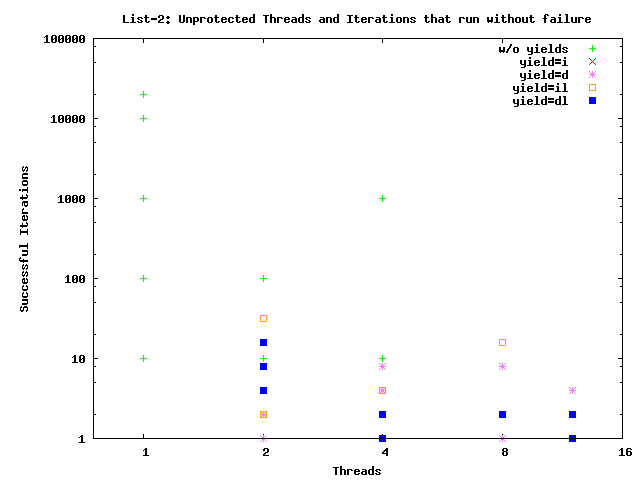 List-2: Unprotected Threads and Iterations that run without failure
100000
10000
1000
100
10
1
Successful Iterations
w/o yields
yield=i
yield=d
yield=il
yield=dl
1 2 4 8 16
Threads